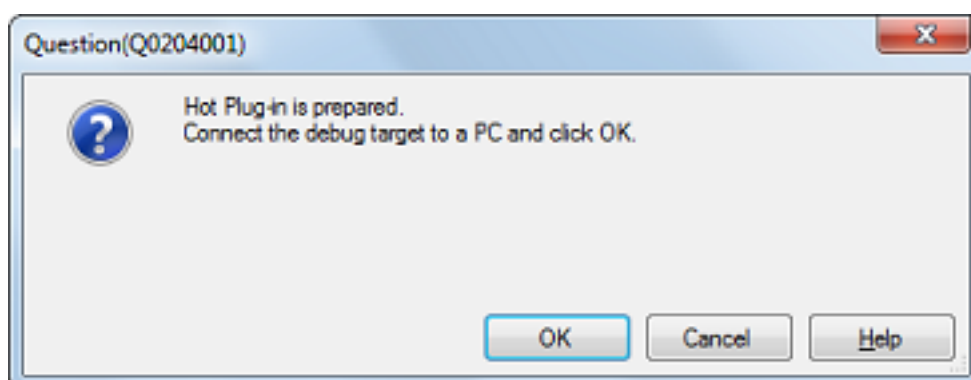 Question(Q0204001)
Hot Plug-in is prepared.
Connect the debug target to a PC and click OK.
OK
Cancel
Help